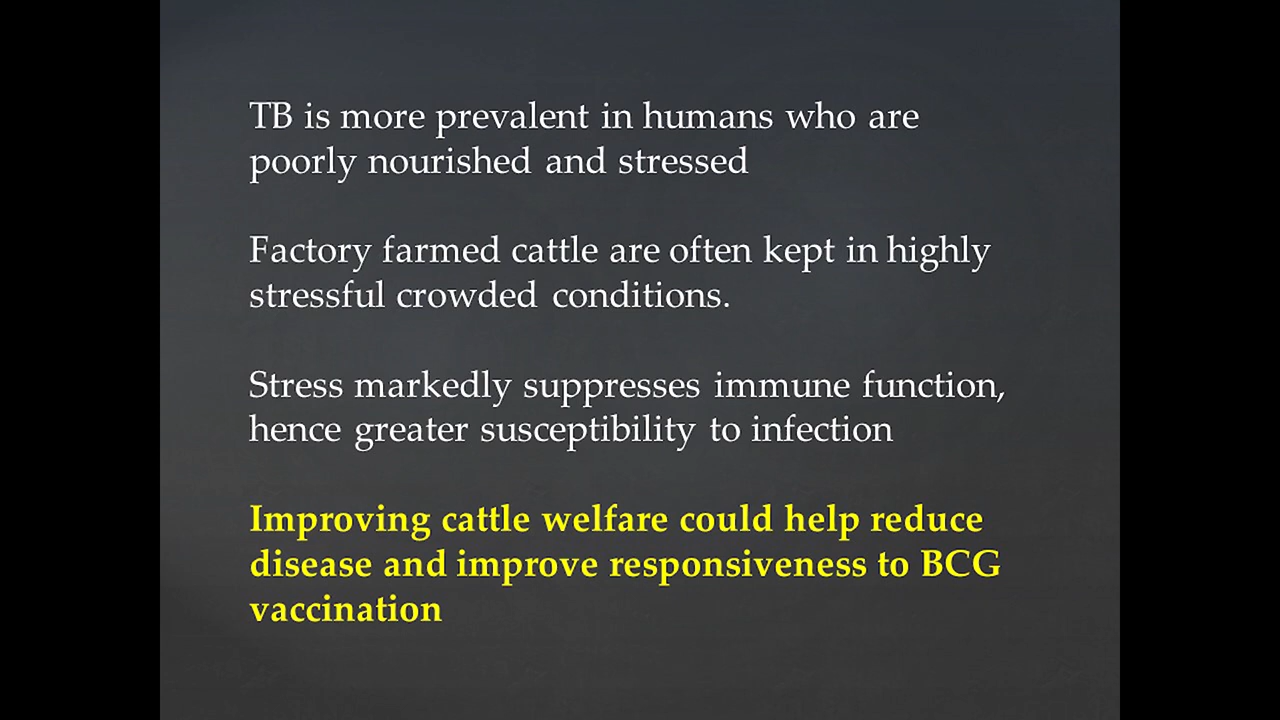 TB is more prevalent in humans who are
poorly nourished and stressed
Factory farmed cattle are often kept in highly
stressful crowded conditions.
Stress markedly suppresses immune function,
hence greater susceptibility to infection
Improving cattle welfare could help reduce
disease and improve responsiveness to BCG
vaccination